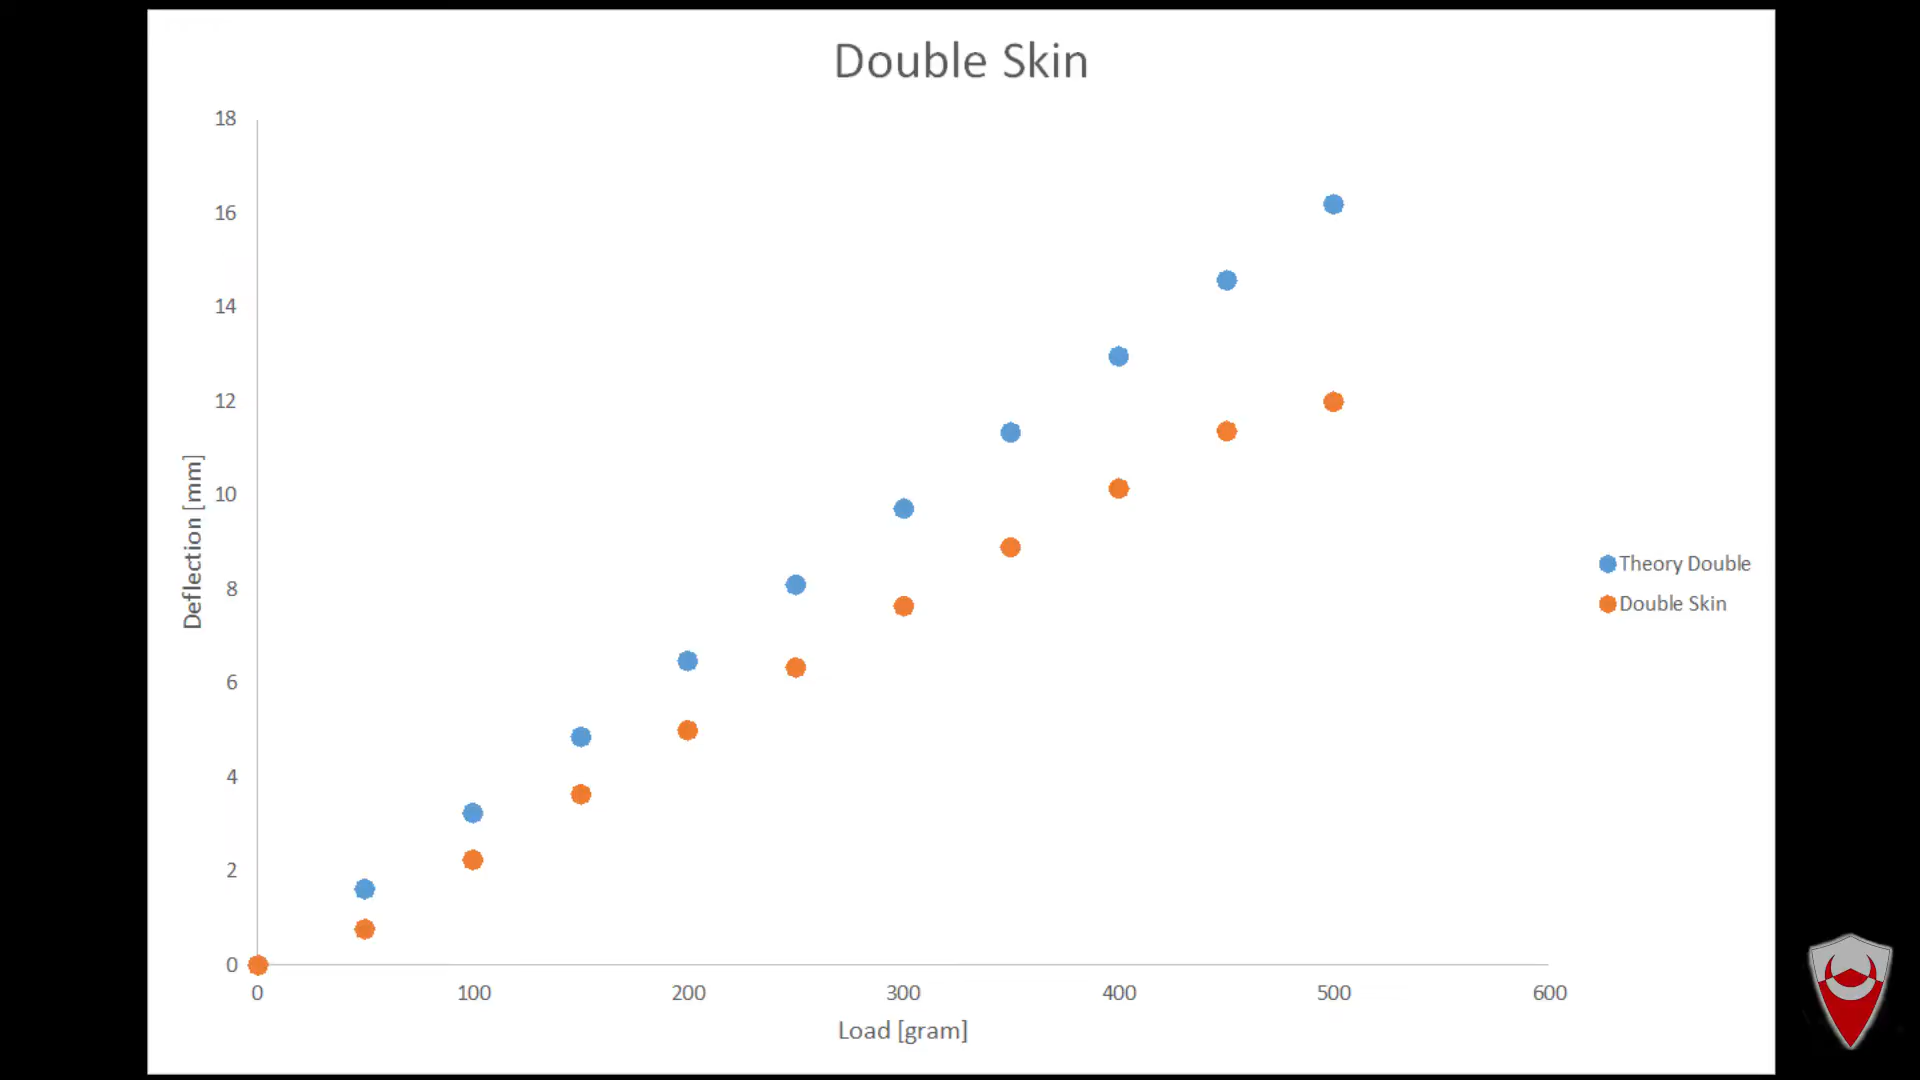 Double Skin
18
16
14
12
10
8
6
4
2
0
Deflection [mm]
0 100 200 300 400 500 600
Load [gram]
Theory Double
Double Skin